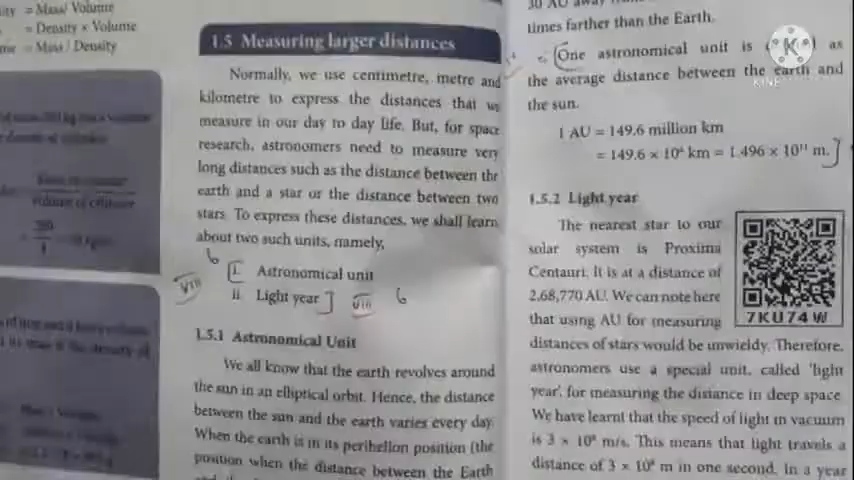 = Mass/ Volume
= Density × Volume
= Mass / Density
1.5 Measuring larger distances
Normally, we use centimetre, metre and
kilometre to express the distances that we
measure in our day to day life. But, for space
research, astronomers need to measure very
long distances such as the distance between the
earth and a star or the distance between two
stars. To express these distances, we shall learn
about two such units, namely,
i. Astronomical unit
ii. Light year
viii
viii
6
1.5.1 Astronomical Unit
We all know that the earth revolves around
the sun in an elliptical orbit. Hence, the distance
between the sun and the earth varies every day.
When the earth is in its perihelion position (the
position when the distance between the Earth
30 AU away
times farther than the Earth.
One astronomical unit is as
the average distance between the earth and
the sun.
1 AU = 149.6 million km
= 149.6 × 10⁶ km = 1.496 × 10¹¹ m.
1.5.2 Light year
The nearest star to our
solar system is Proxima
Centauri. It is at a distance of
2,68,770 AU. We can note here
that using AU for measuring
distances of stars would be unwieldy. Therefore,
astronomers use a special unit, called 'light
year', for measuring the distance in deep space.
We have learnt that the speed of light in vacuum
is 3 × 10⁸ m/s. This means that light travels a
distance of 3 × 10⁸ m in one second. In a year
7KU74W
K
KINE